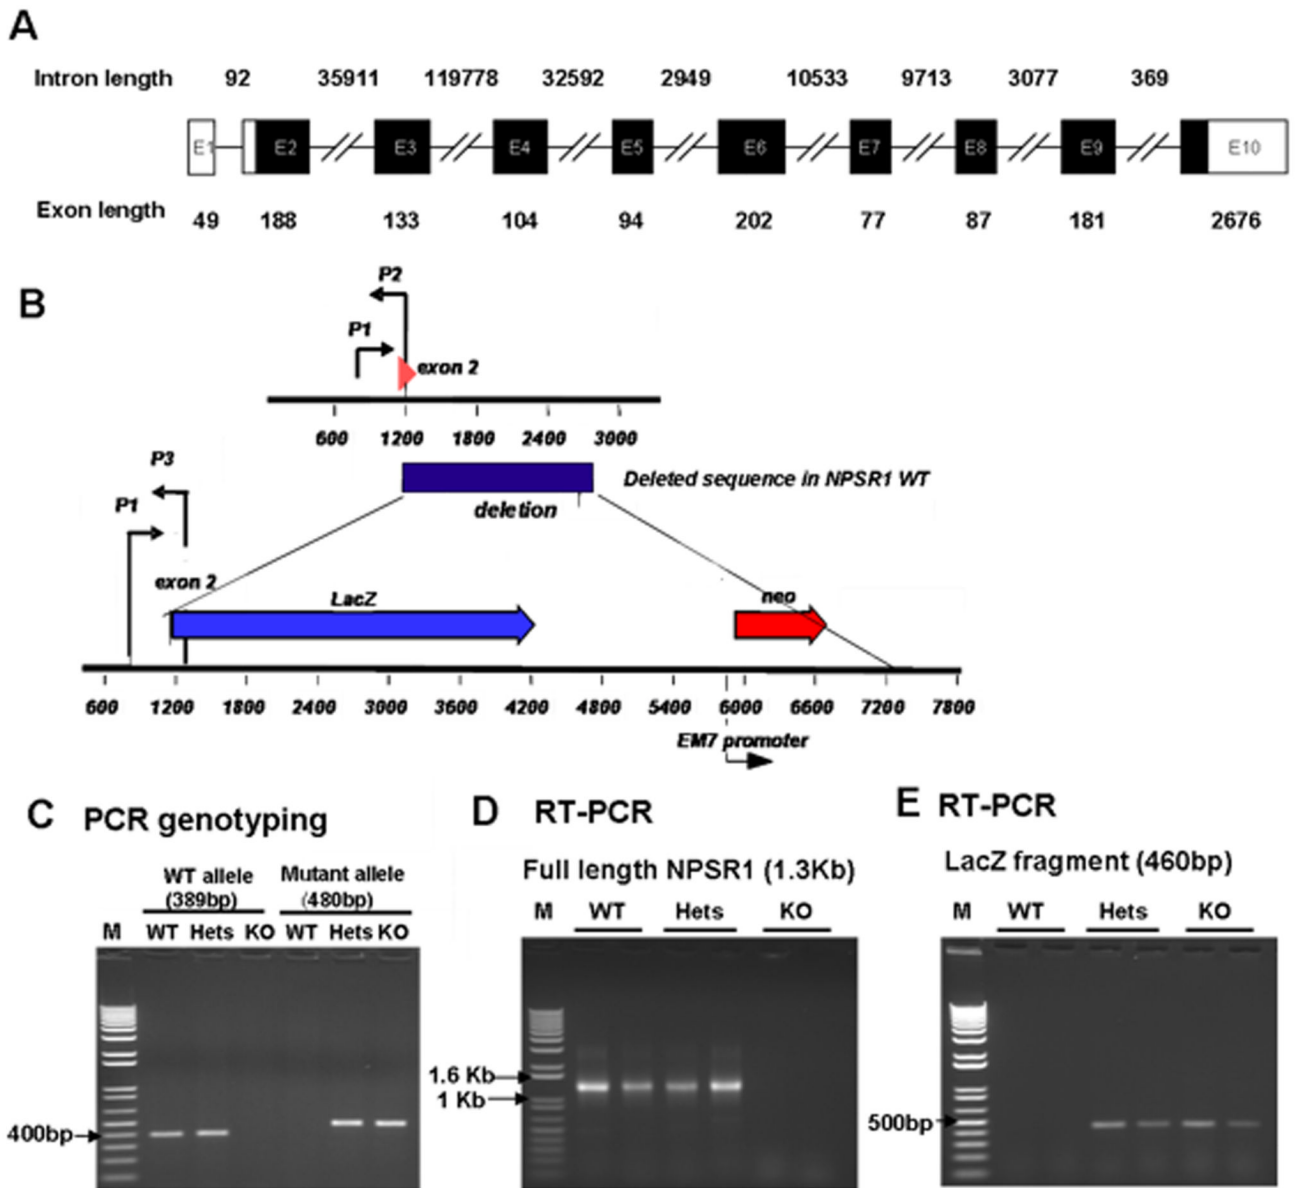 A
Intron length 92 35911 119778 32592 2949 10533 9713 3077 369
E1 E2 E3 E4 E5 E6 E7 E8 E9 E10
Exon length 49 188 133 104 94 202 77 87 181 2676
B
P2
P1
exon 2
600 1200 1800 2400 3000
P3
Deleted sequence in NPSR1 WT
P1
deletion
exon 2
LacZ
neo
600 1200 1800 2400 3000 3600 4200 4800 5400 6000 6600 7200 7800
EM7 promoter
C PCR genotyping
WT allele
(389bp)
Mutant allele
(480bp)
M WT Hets KO WT Hets KO
400bp
D RT-PCR
Full length NPSR1 (1.3Kb)
M WT Hets KO
1.6 Kb
1 Kb
E RT-PCR
LacZ fragment (460bp)
M WT Hets KO
500bp